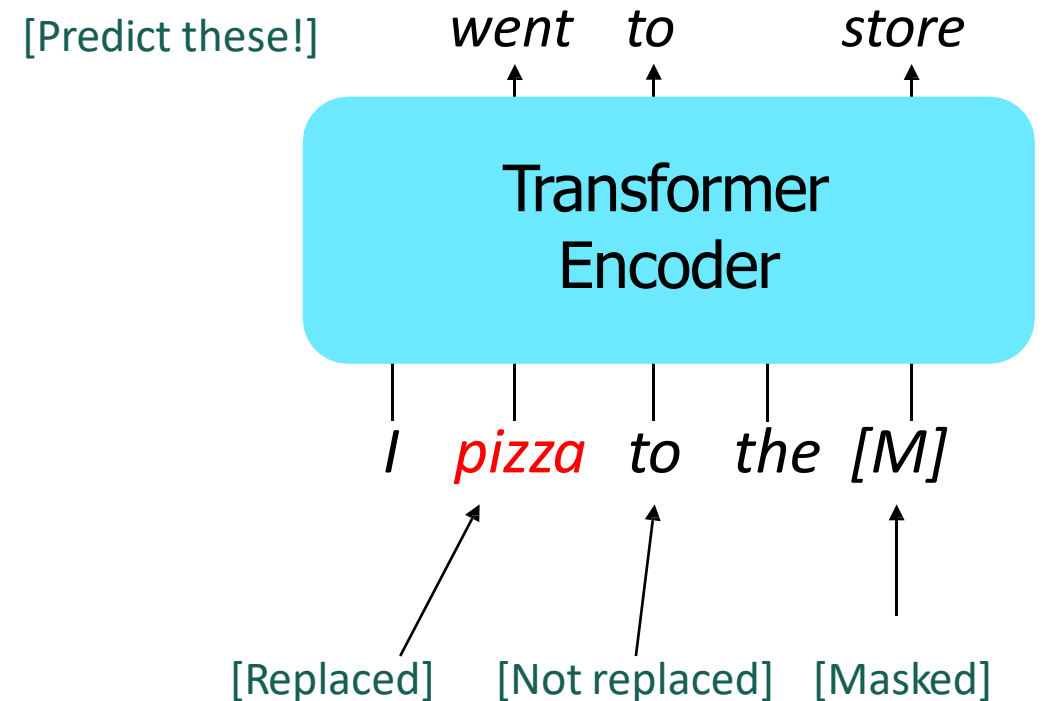 [Predict these!] went to store
Transformer
Encoder
I pizza to the [M]
[Replaced] [Not replaced] [Masked]